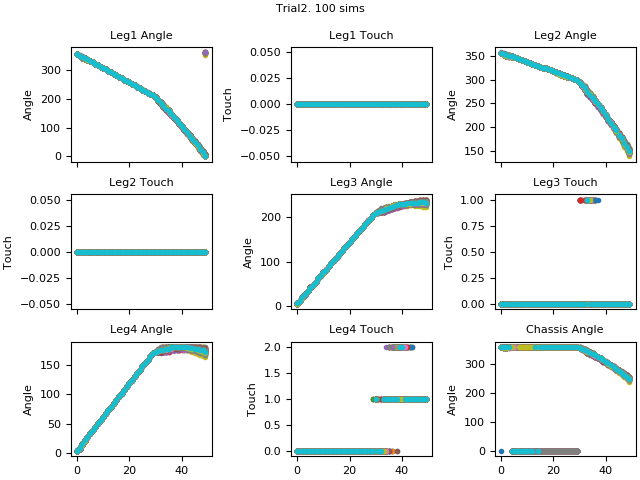 Trial2. 100 sims
Leg1 Angle
Leg1 Touch
Leg2 Angle
Angle
300
200
100
0
Touch
0.050
0.025
0.000
−0.025
−0.050
Angle
350
300
250
200
150
Leg2 Touch
Leg3 Angle
Leg3 Touch
Touch
0.050
0.025
0.000
−0.025
−0.050
Angle
200
100
0
Touch
1.00
0.75
0.50
0.25
0.00
Leg4 Angle
Leg4 Touch
Chassis Angle
Angle
150
100
50
0
Touch
2.0
1.5
1.0
0.5
0.0
Angle
300
200
100
0
0 20 40
0 20 40
0 20 40